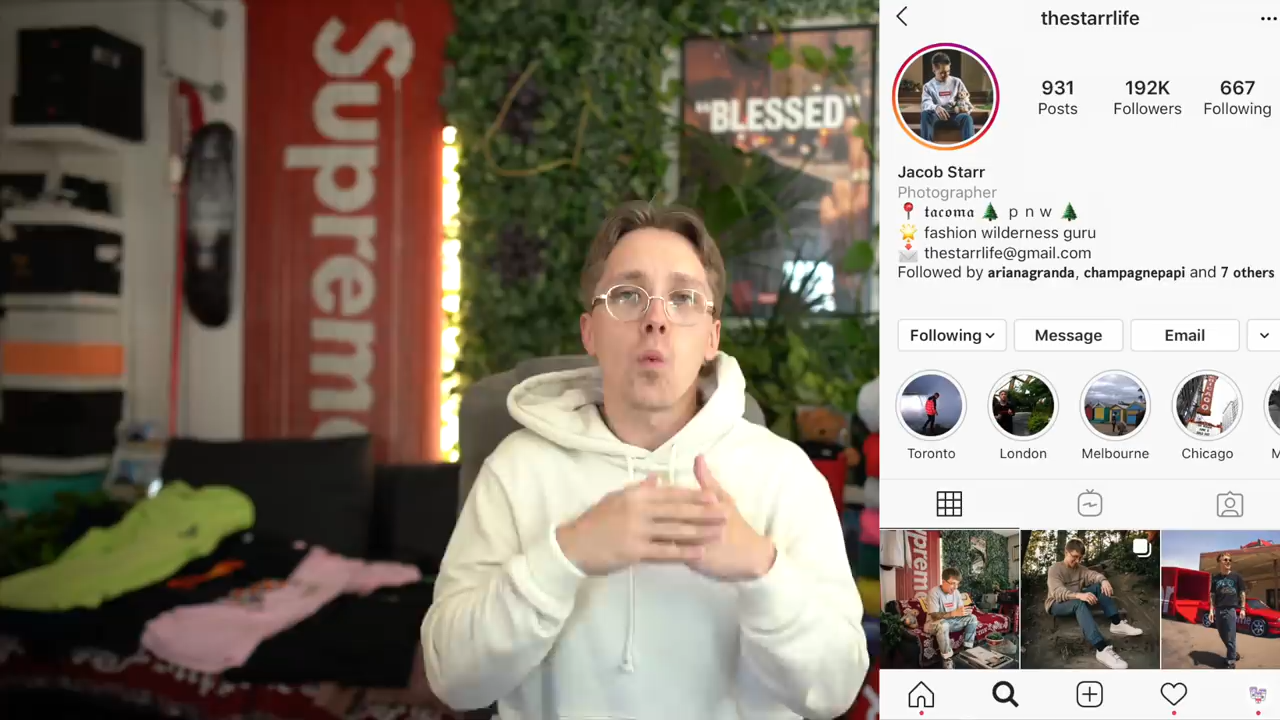 Supreme
"BLESSED"
thestarrlife
931
Posts
192K
Followers
667
Following
Jacob Starr
Photographer
📍 𝖙𝖆𝖈𝖔𝖒𝖆 🌲 p n w 🌲
🌟 fashion wilderness guru
📩 thestarrlife@gmail.com
Followed by arianagranda, champagnepapi and 7 others
Following
Message
Email
Toronto
London
Melbourne
Chicago
M
preme